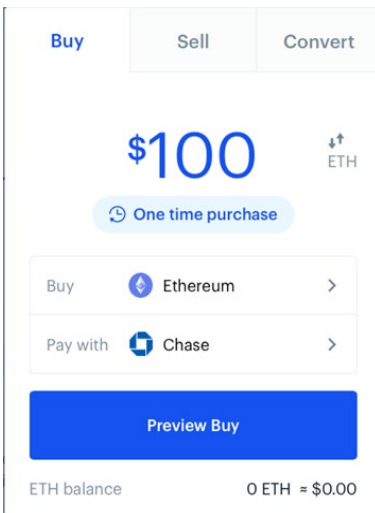 Buy Sell Convert
$100
ETH
One time purchase
Buy Ethereum
Pay with Chase
Preview Buy
ETH balance 0 ETH ≈ $0.00